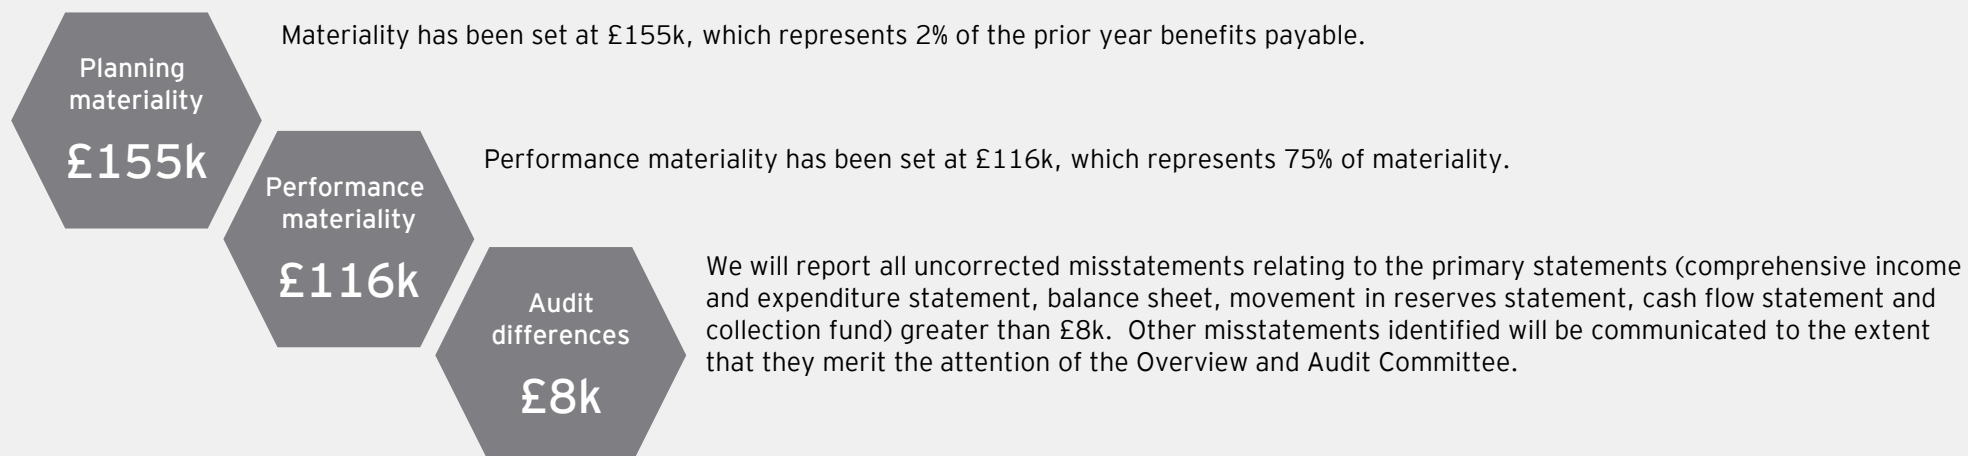 Planning
materiality
£155k
Materiality has been set at £155k, which represents 2% of the prior year benefits payable.
Performance
materiality
£116k
Performance materiality has been set at £116k, which represents 75% of materiality.
Audit
differences
£8k
We will report all uncorrected misstatements relating to the primary statements (comprehensive income
and expenditure statement, balance sheet, movement in reserves statement, cash flow statement and
collection fund) greater than £8k.  Other misstatements identified will be communicated to the extent
that they merit the attention of the Overview and Audit Committee.